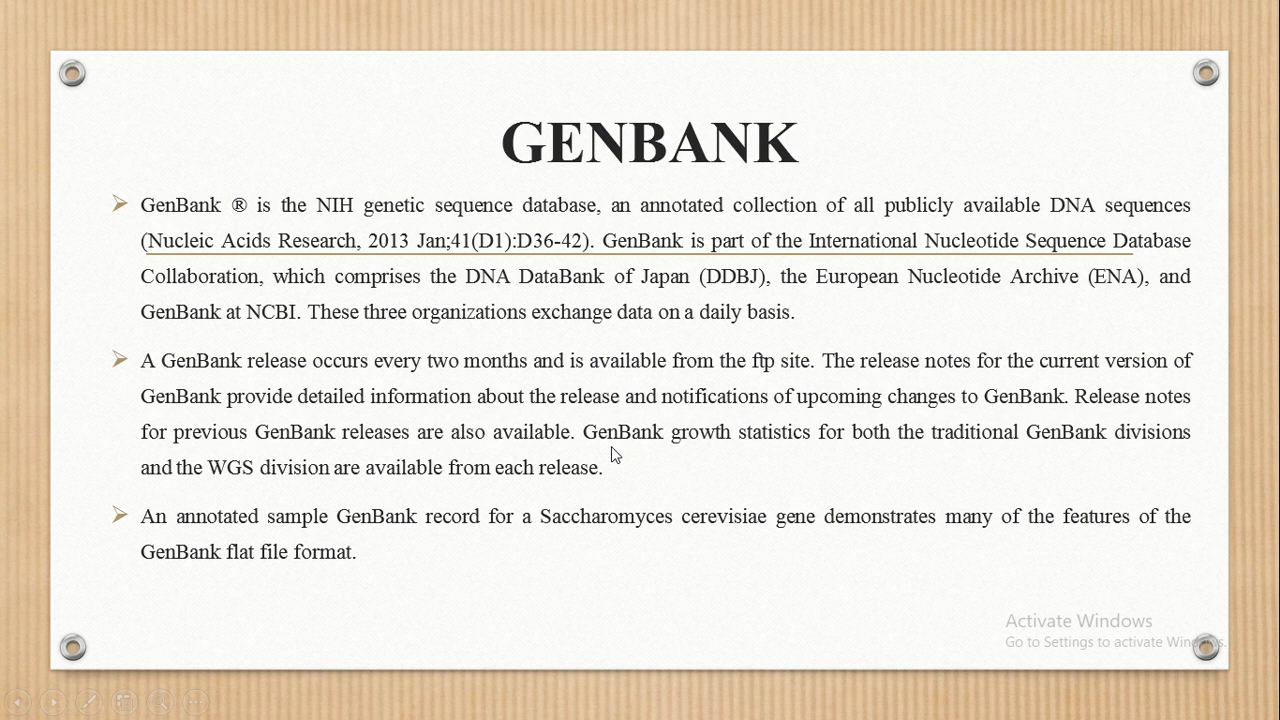 GENBANK
GenBank ® is the NIH genetic sequence database, an annotated collection of all publicly available DNA sequences
(Nucleic Acids Research, 2013 Jan;41(D1):D36-42). GenBank is part of the International Nucleotide Sequence Database
Collaboration, which comprises the DNA DataBank of Japan (DDBJ), the European Nucleotide Archive (ENA), and
GenBank at NCBI. These three organizations exchange data on a daily basis.
A GenBank release occurs every two months and is available from the ftp site. The release notes for the current version of
GenBank provide detailed information about the release and notifications of upcoming changes to GenBank. Release notes
for previous GenBank releases are also available. GenBank growth statistics for both the traditional GenBank divisions
and the WGS division are available from each release.
An annotated sample GenBank record for a Saccharomyces cerevisiae gene demonstrates many of the features of the
GenBank flat file format.
Activate Windows
Go to Settings to activate Windows.